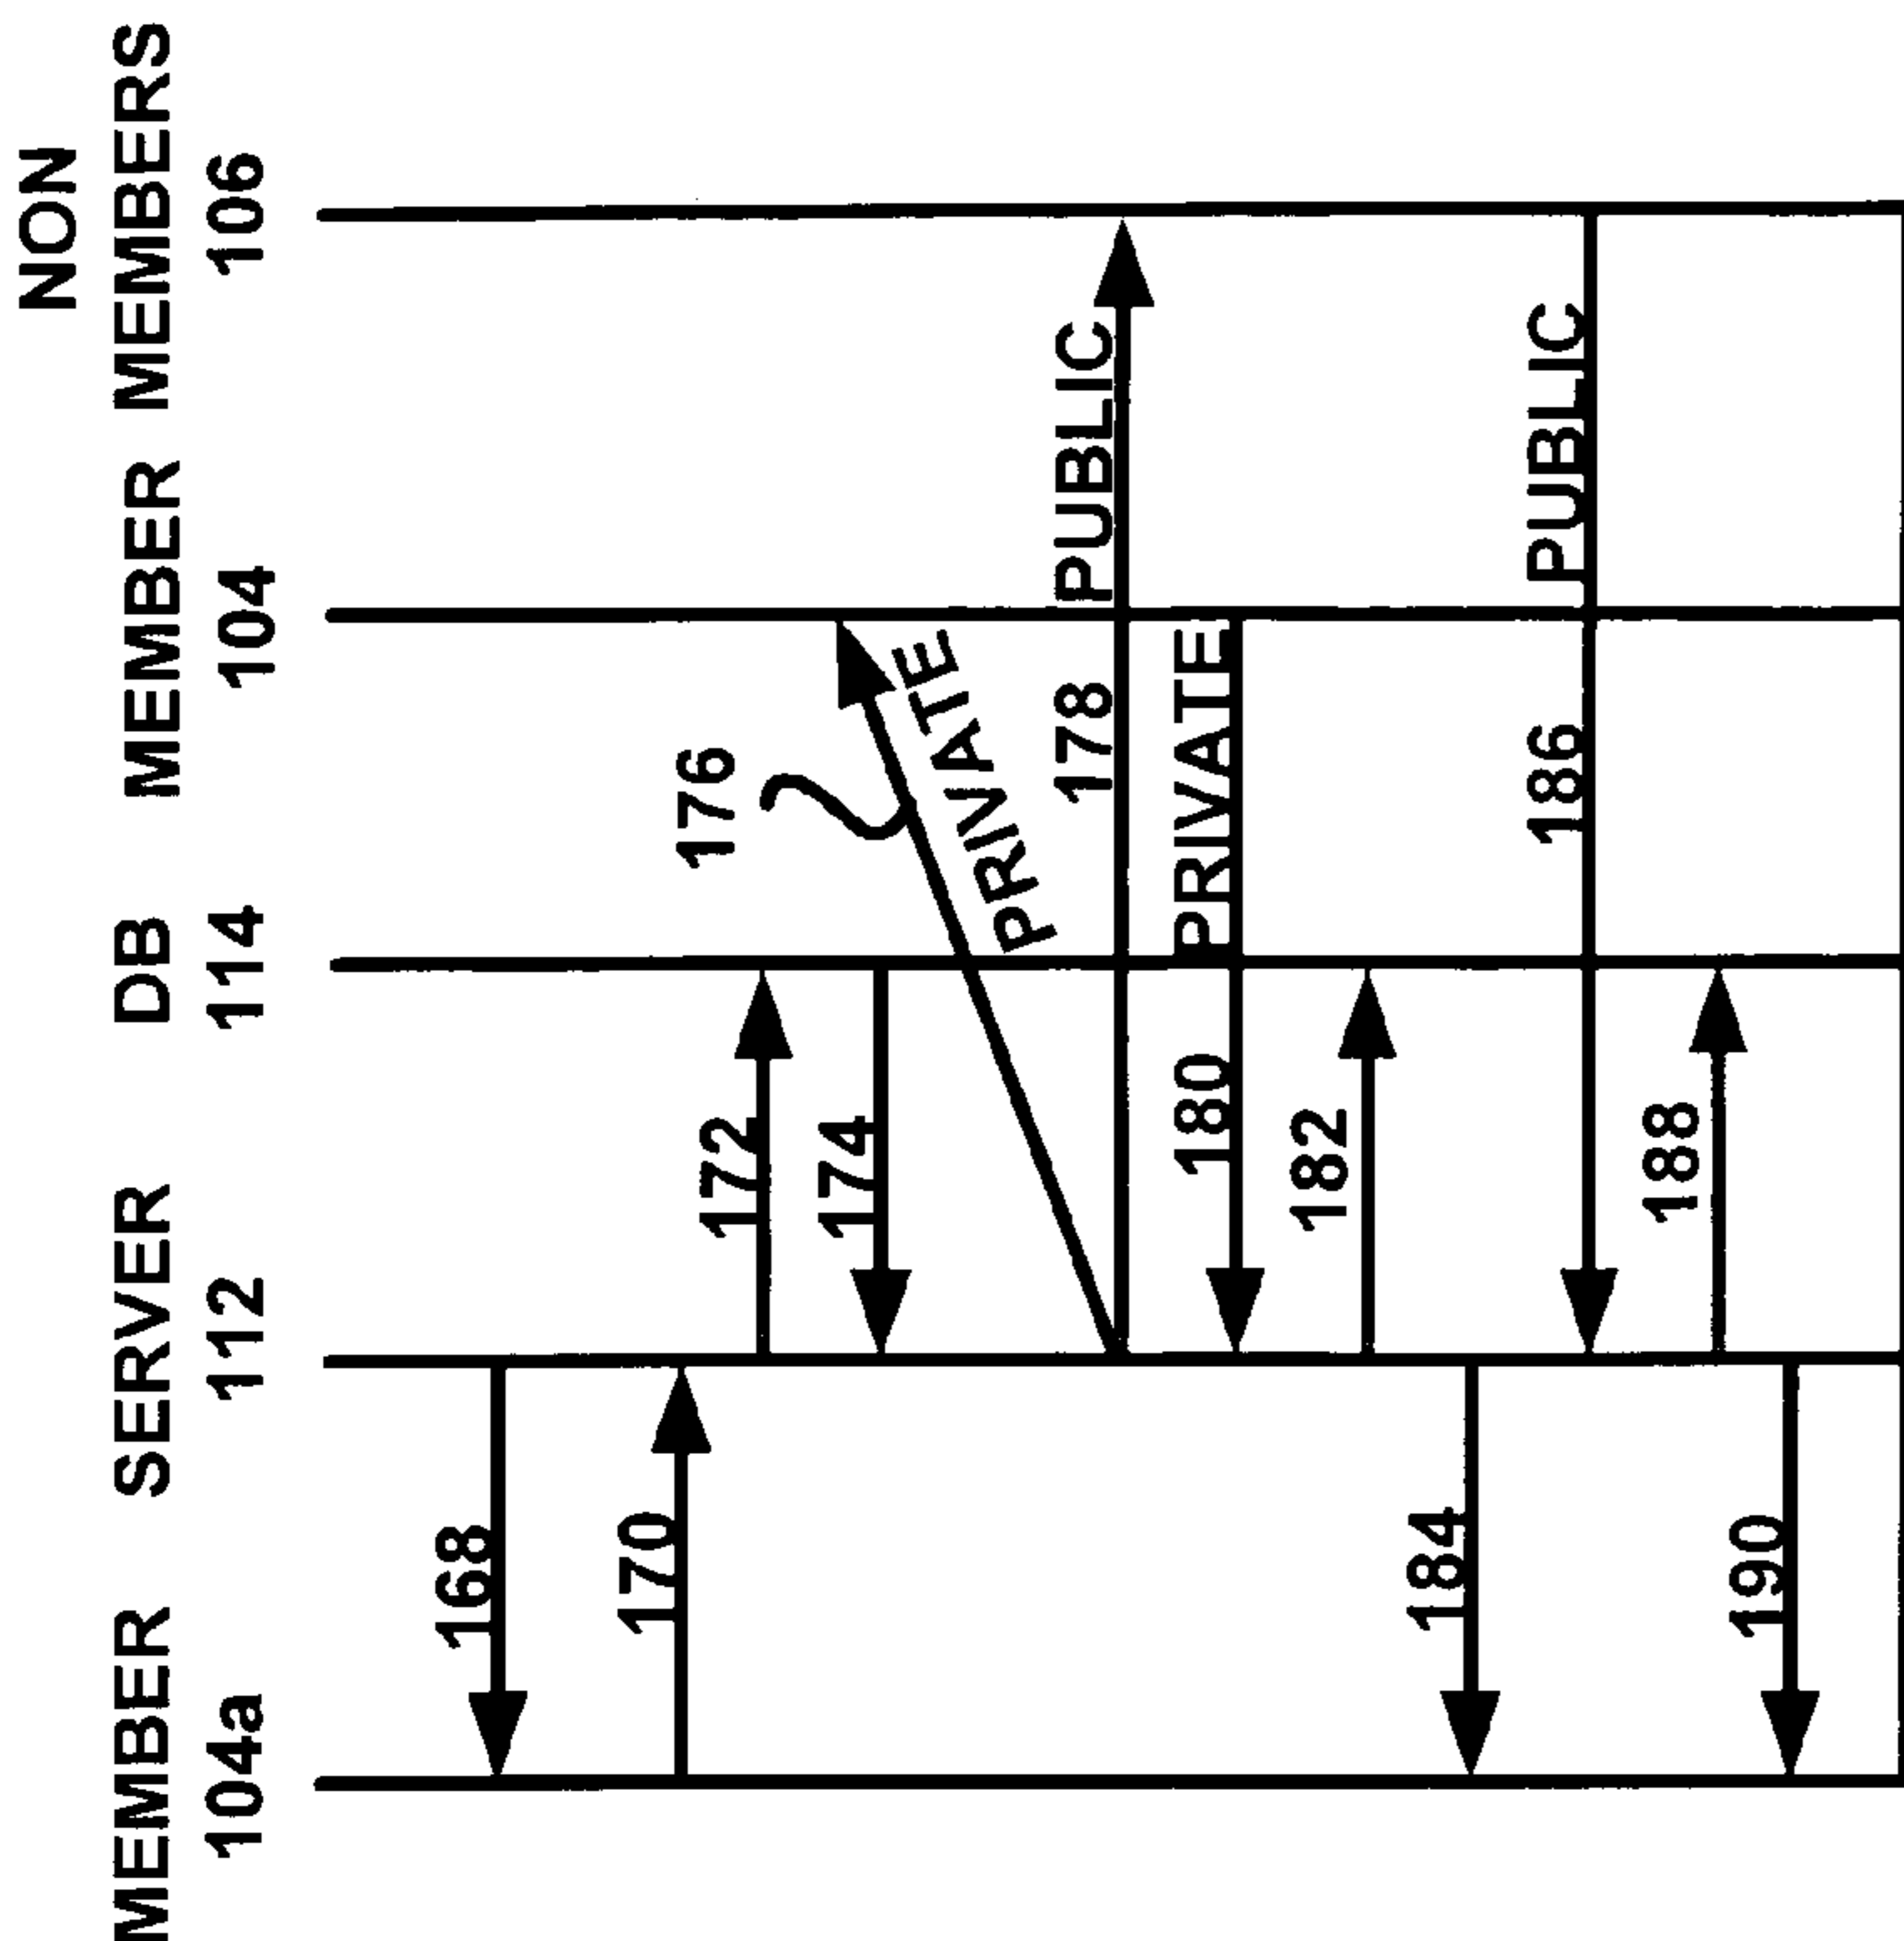 MEMBER
104a
SERVER
112
DB
114
MEMBER
104
NON
MEMBERS
106
168
170
172
174
176
PRIVATE
178
PUBLIC
180
PRIVATE
182
184
186
PUBLIC
188
190